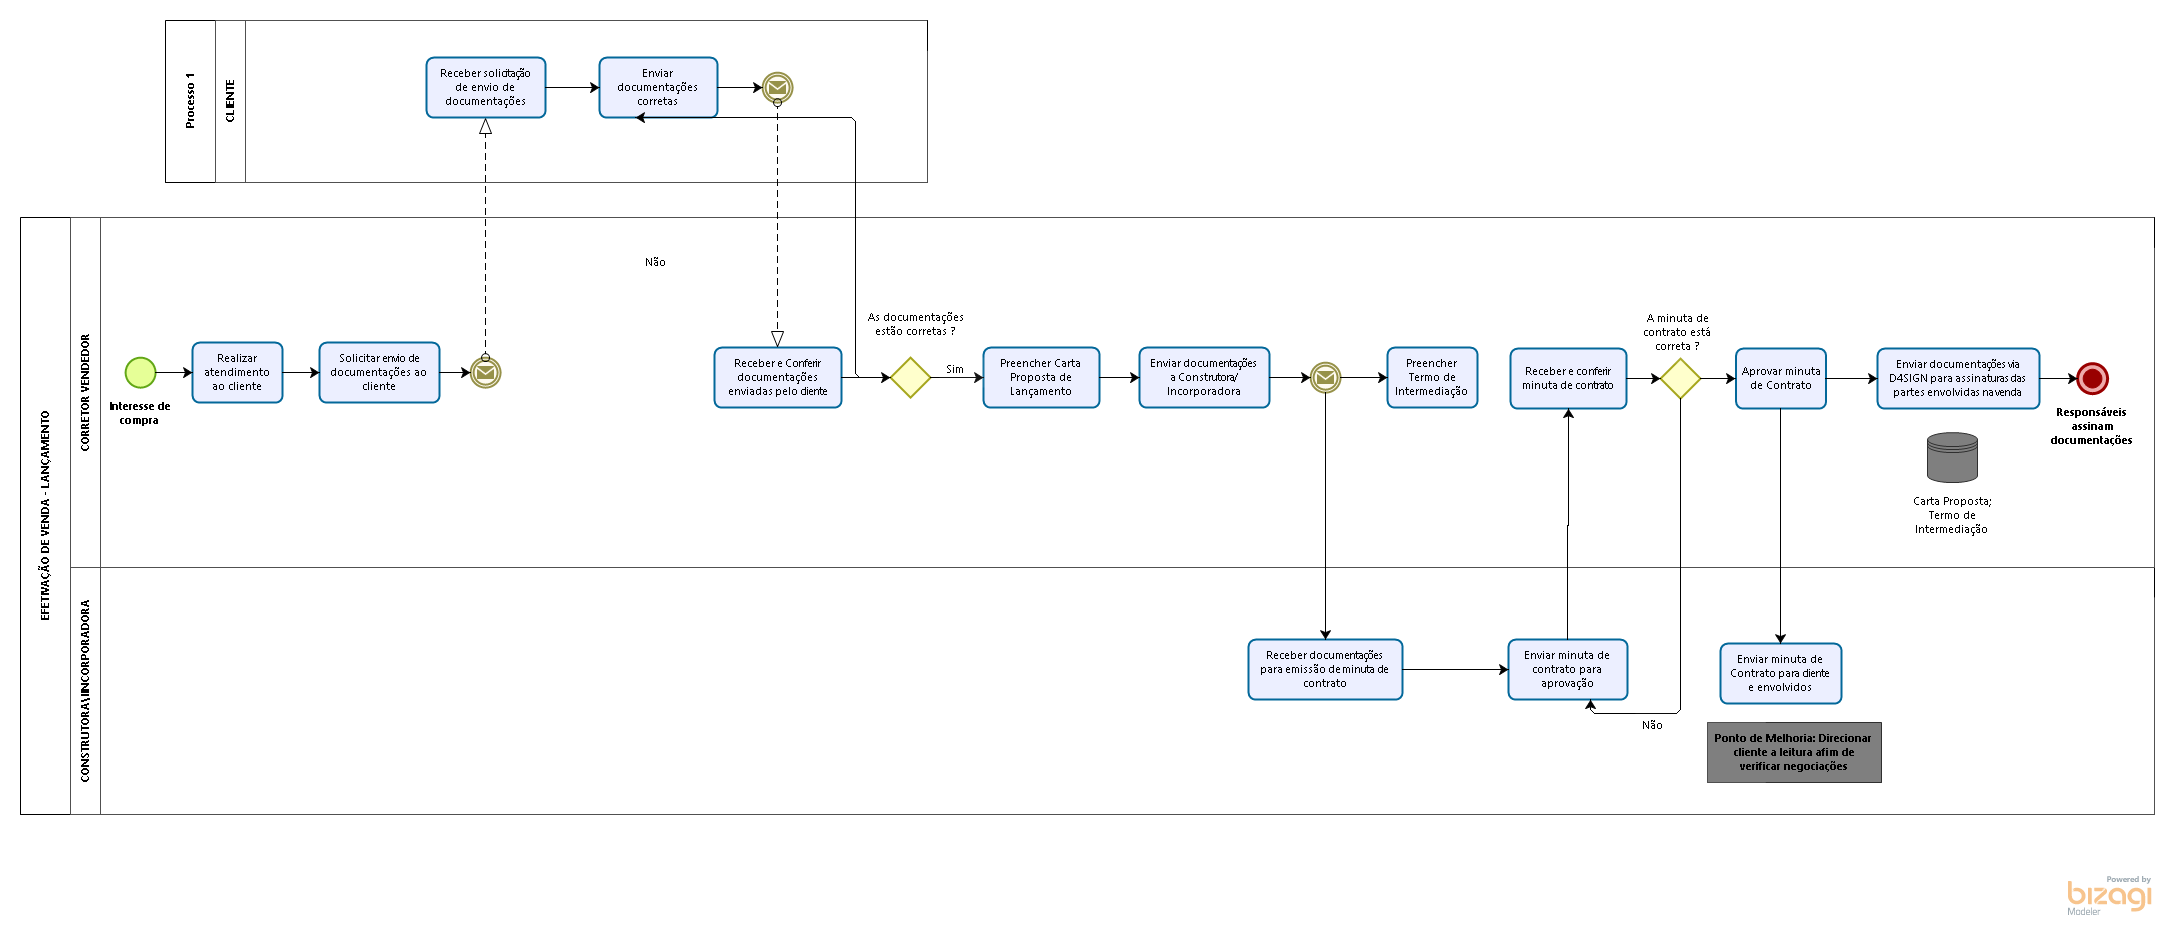 Processo 1
CLIENTE
Receber solicitação
de envio de
documentações
Enviar
documentações
corretas
EFETIVAÇÃO DE VENDA - LANÇAMENTO
CORRETOR VENDEDOR
Não
Interesse de
compra
Realizar
atendimento
ao cliente
Solicitar envio de
documentações ao
cliente
Receber e Conferir
documentações
enviadas pelo cliente
As documentações
estão corretas ?
Sim
Preencher Carta
Proposta de
Lançamento
Enviar documentações
a Construtora/
Incorporadora
Preencher
Termo de
Intermediação
Receber e conferir
minuta de contrato
A minuta de
contrato está
correta ?
Aprovar minuta
de Contrato
Enviar documentações via
D4SIGN para assinaturas das
partes envolvidas na venda
Responsáveis
assinam
documentações
Carta Proposta;
Termo de
Intermediação
CONSTRUTORA\INCORPORADORA
Receber documentações
para emissão de minuta de
contrato
Enviar minuta de
contrato para
aprovação
Não
Enviar minuta de
Contrato para cliente
e envolvidos
Ponto de Melhoria: Direcionar
cliente a leitura afim de
verificar negociações
Powered by
bizagi
Modeler